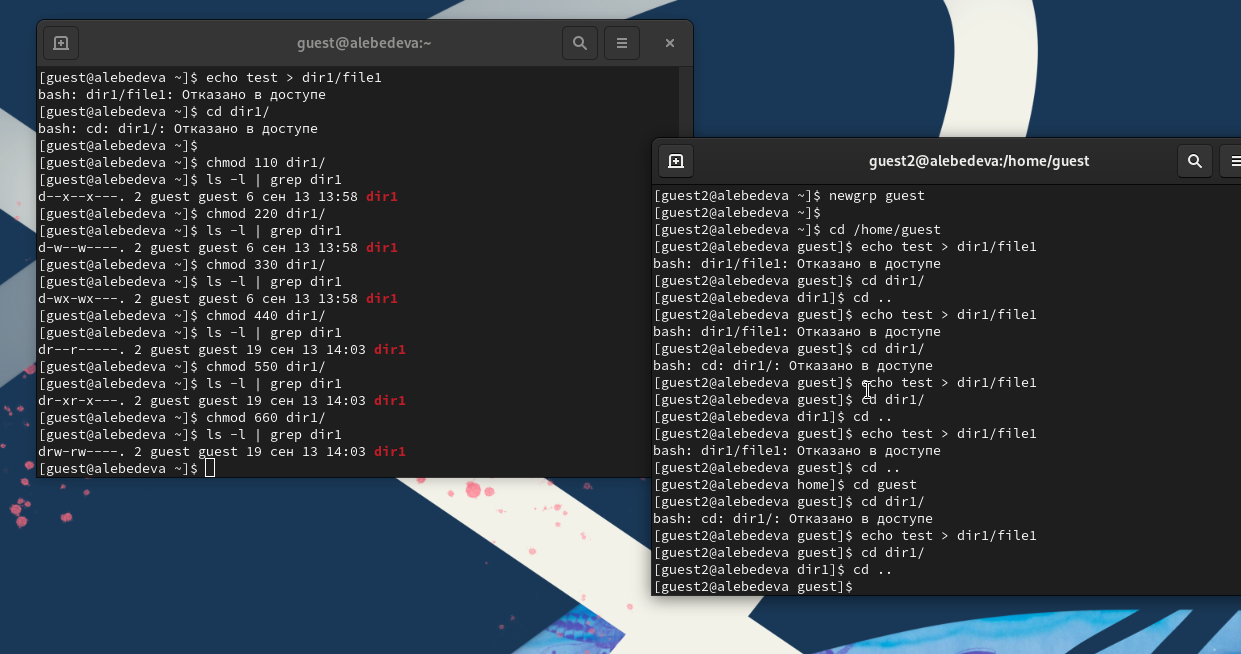 guest@alebedeva:~
[guest@alebedeva ~]$ echo test > dir1/file1
bash: dir1/file1: Отказано в доступе
[guest@alebedeva ~]$ cd dir1/
bash: cd: dir1/: Отказано в доступе
[guest@alebedeva ~]$
[guest@alebedeva ~]$ chmod 110 dir1/
[guest@alebedeva ~]$ ls -l | grep dir1
d--x--x---. 2 guest guest 6 сен 13 13:58 dir1
[guest@alebedeva ~]$ chmod 220 dir1/
[guest@alebedeva ~]$ ls -l | grep dir1
d-w--w----. 2 guest guest 6 сен 13 13:58 dir1
[guest@alebedeva ~]$ chmod 330 dir1/
[guest@alebedeva ~]$ ls -l | grep dir1
d-wx-wx---. 2 guest guest 6 сен 13 13:58 dir1
[guest@alebedeva ~]$ chmod 440 dir1/
[guest@alebedeva ~]$ ls -l | grep dir1
dr--r-----. 2 guest guest 19 сен 13 14:03 dir1
[guest@alebedeva ~]$ chmod 550 dir1/
[guest@alebedeva ~]$ ls -l | grep dir1
dr-xr-x---. 2 guest guest 19 сен 13 14:03 dir1
[guest@alebedeva ~]$ chmod 660 dir1/
[guest@alebedeva ~]$ ls -l | grep dir1
drw-rw----. 2 guest guest 19 сен 13 14:03 dir1
[guest@alebedeva ~]$
guest2@alebedeva:/home/guest
[guest2@alebedeva ~]$ newgrp guest
[guest2@alebedeva ~]$
[guest2@alebedeva ~]$ cd /home/guest
[guest2@alebedeva guest]$ echo test > dir1/file1
bash: dir1/file1: Отказано в доступе
[guest2@alebedeva guest]$ cd dir1/
[guest2@alebedeva dir1]$ cd ..
[guest2@alebedeva guest]$ echo test > dir1/file1
bash: dir1/file1: Отказано в доступе
[guest2@alebedeva guest]$ cd dir1/
bash: cd: dir1/: Отказано в доступе
[guest2@alebedeva guest]$ echo test > dir1/file1
[guest2@alebedeva guest]$ cd dir1/
[guest2@alebedeva dir1]$ cd ..
[guest2@alebedeva guest]$ echo test > dir1/file1
bash: dir1/file1: Отказано в доступе
[guest2@alebedeva guest]$ cd ..
[guest2@alebedeva home]$ cd guest
[guest2@alebedeva guest]$ cd dir1/
bash: cd: dir1/: Отказано в доступе
[guest2@alebedeva guest]$ echo test > dir1/file1
[guest2@alebedeva guest]$ cd dir1/
[guest2@alebedeva dir1]$ cd ..
[guest2@alebedeva guest]$